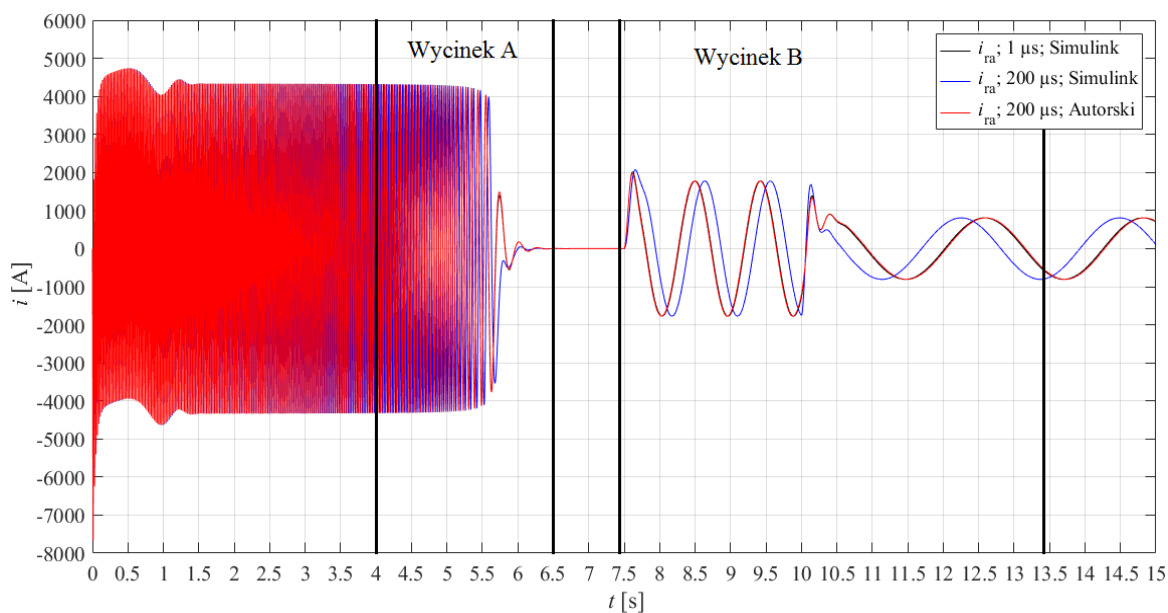 Wycinek A
Wycinek B
i_ra; 1 µs; Simulink
i_ra; 200 µs; Simulink
i_ra; 200 µs; Autorski
6000
5000
4000
3000
2000
1000
0
-1000
-2000
-3000
-4000
-5000
-6000
-7000
-8000
i [A]
0 0.5 1 1.5 2 2.5 3 3.5 4 4.5 5 5.5 6 6.5 7 7.5 8 8.5 9 9.5 10 10.5 11 11.5 12 12.5 13 13.5 14 14.5 15
t [s]